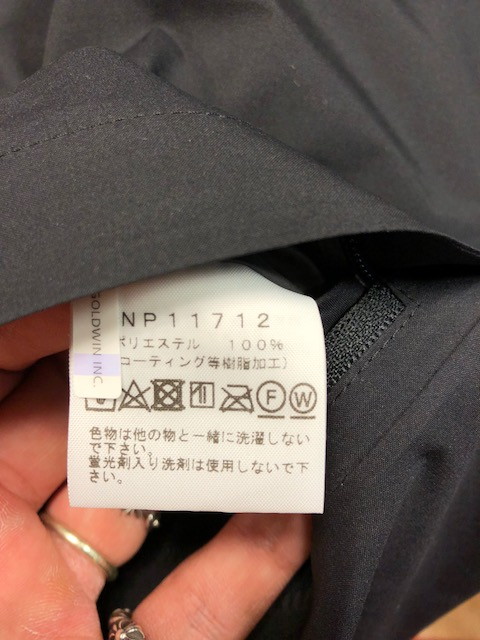 GOLDWIN INC.
NP11712
ポリエステル 100%
(コーティング等樹脂加工)
F W
色物は他の物と一緒に洗濯しない
で下さい。
蛍光剤入り洗剤は使用しないで下
さい。